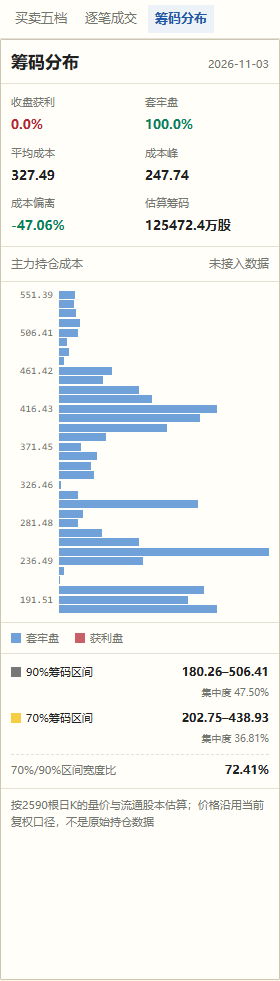 买卖五档 逐笔成交 筹码分布
筹码分布 2026-11-03
收盘获利 套牢盘
0.0% 100.0%
平均成本 成本峰
327.49 247.74
成本偏离 估算筹码
-47.06% 125472.4万股
主力持仓成本 未接入数据
551.39
506.41
461.42
416.43
371.45
326.46
281.48
236.49
191.51
套牢盘 获利盘
90%筹码区间 180.26–506.41
集中度 47.50%
70%筹码区间 202.75–438.93
集中度 36.81%
70%/90%区间宽度比 72.41%
按2590根日K的量价与流通股本估算；价格沿用当前
复权口径，不是原始持仓数据